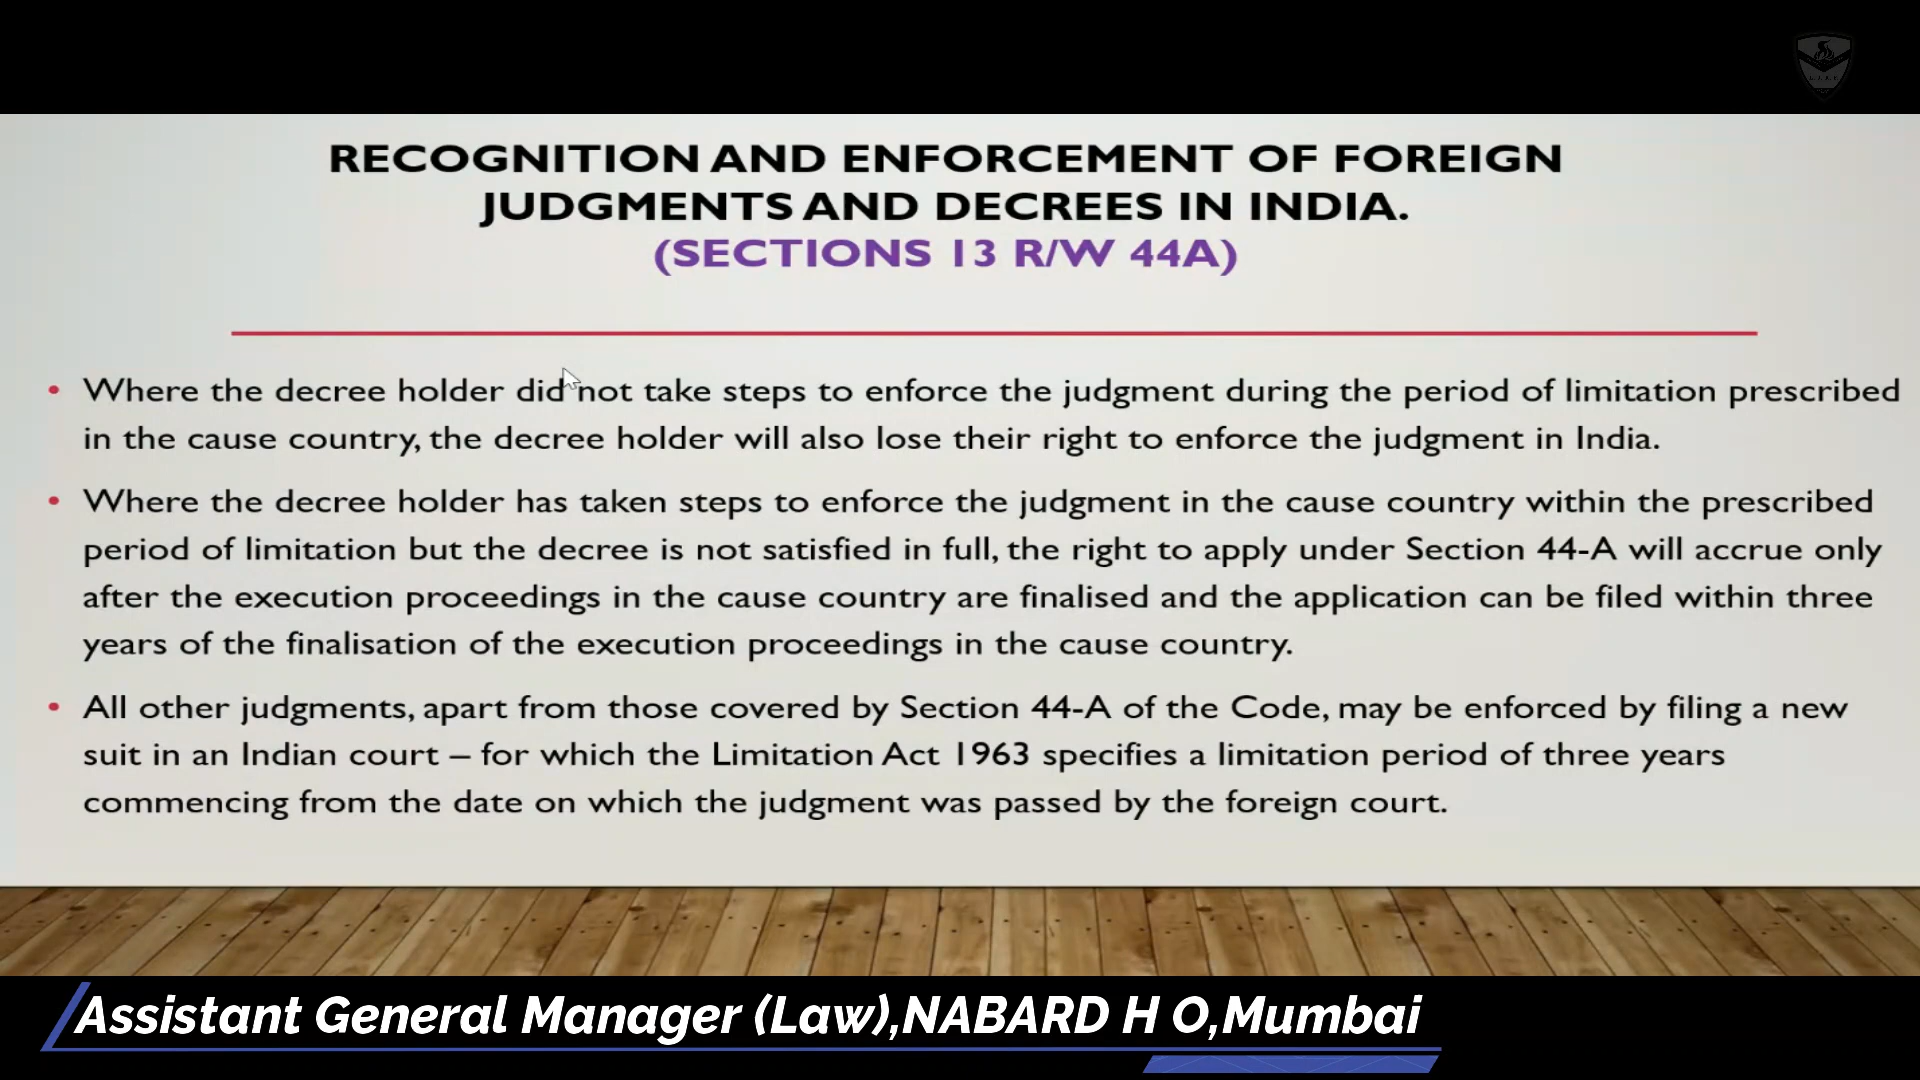 RECOGNITION AND ENFORCEMENT OF FOREIGN
JUDGMENTS AND DECREES IN INDIA.
(SECTIONS 13 R/W 44A)
• Where the decree holder did not take steps to enforce the judgment during the period of limitation prescribed
in the cause country, the decree holder will also lose their right to enforce the judgment in India.
• Where the decree holder has taken steps to enforce the judgment in the cause country within the prescribed
period of limitation but the decree is not satisfied in full, the right to apply under Section 44-A will accrue only
after the execution proceedings in the cause country are finalised and the application can be filed within three
years of the finalisation of the execution proceedings in the cause country.
• All other judgments, apart from those covered by Section 44-A of the Code, may be enforced by filing a new
suit in an Indian court – for which the Limitation Act 1963 specifies a limitation period of three years
commencing from the date on which the judgment was passed by the foreign court.
Assistant General Manager (Law),NABARD H O,Mumbai